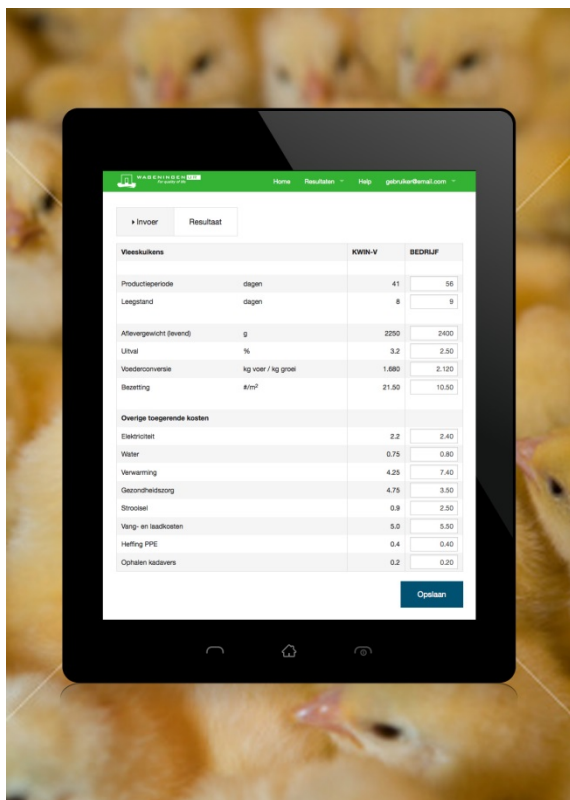 WAGENINGEN UR
For quality of life
Home Resultaten Help gebruiker@email.com
Invoer Resultaat
Vleeskuikens KWIN-V BEDRIJF
Productieperiode dagen 41 56
Leegstand dagen 8 9
Aflevergewicht (levend) g 2250 2400
Uitval % 3.2 2.50
Voederconversie kg voer / kg groei 1.680 2.120
Bezetting #/m² 21.50 10.50
Overige toegerende kosten
Elektriciteit 2.2 2.40
Water 0.75 0.80
Verwarming 4.25 7.40
Gezondheidszorg 4.75 3.50
Strooisel 0.9 2.50
Vang- en laadkosten 5.0 5.50
Heffing PPE 0.4 0.40
Ophalen kadavers 0.2 0.20
Opslaan